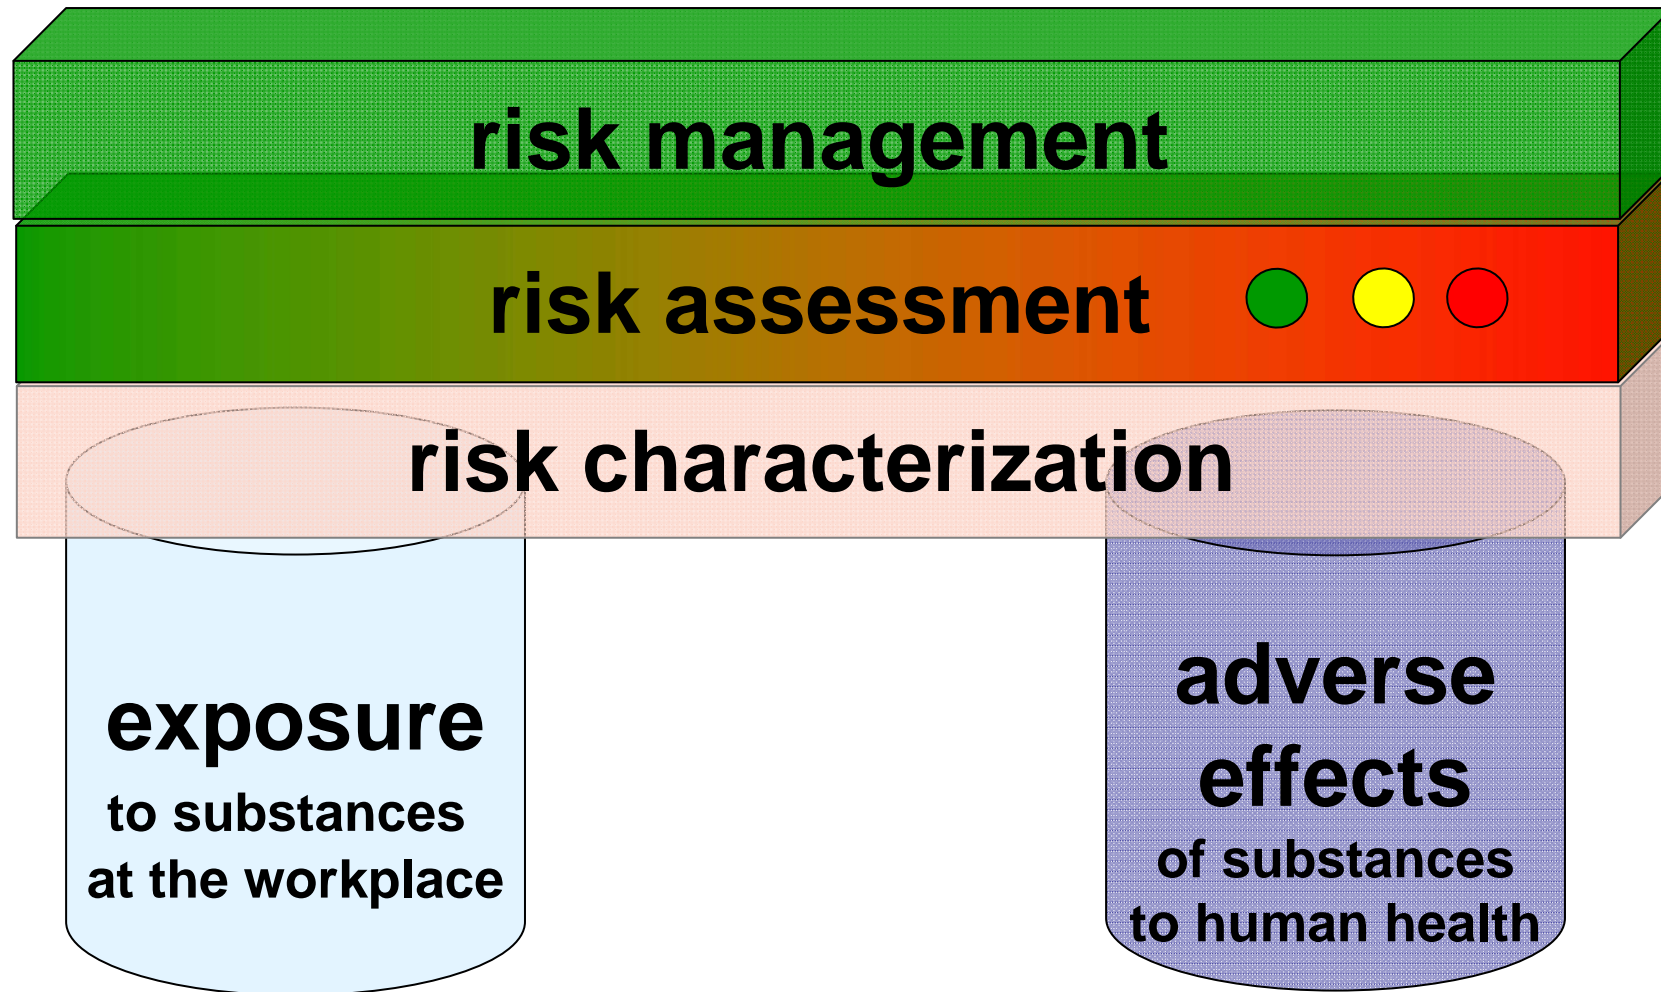 risk management
risk assessment
risk characterization
exposure
to substances
at the workplace
adverse
effects
of substances
to human health